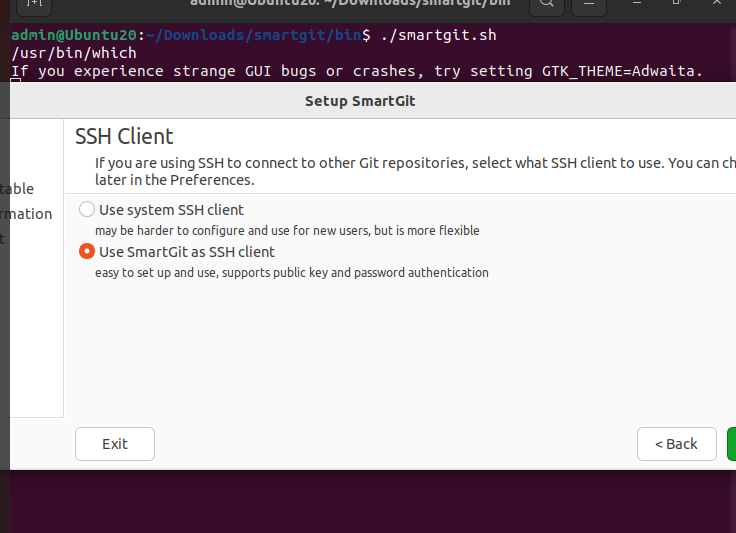 admin@Ubuntu20: ~/Downloads/smartgit/bin
admin@Ubuntu20:~/Downloads/smartgit/bin$ ./smartgit.sh
/usr/bin/which
If you experience strange GUI bugs or crashes, try setting GTK_THEME=Adwaita.
Setup SmartGit
SSH Client
If you are using SSH to connect to other Git repositories, select what SSH client to use. You can
later in the Preferences.
Use system SSH client
may be harder to configure and use for new users, but is more flexible
Use SmartGit as SSH client
easy to set up and use, supports public key and password authentication
Exit
< Back